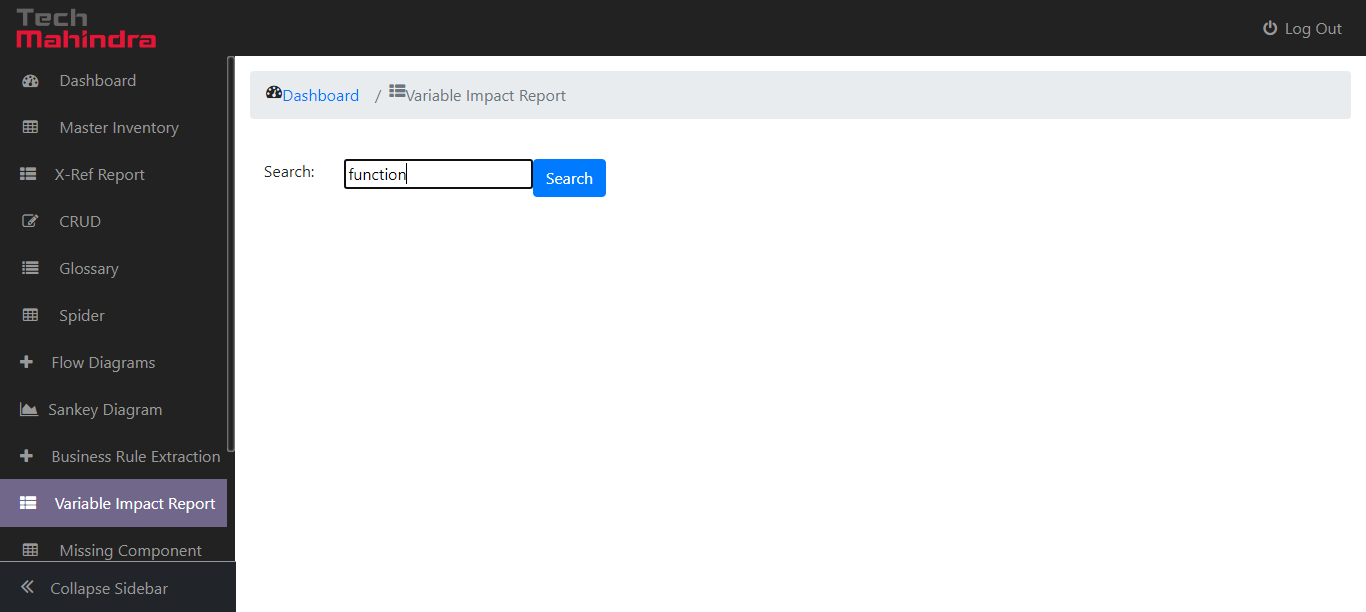 Tech
Mahindra
Log Out
Dashboard
Master Inventory
X-Ref Report
CRUD
Glossary
Spider
Flow Diagrams
Sankey Diagram
Business Rule Extraction
Variable Impact Report
Missing Component
Collapse Sidebar
Dashboard / Variable Impact Report
Search: function Search